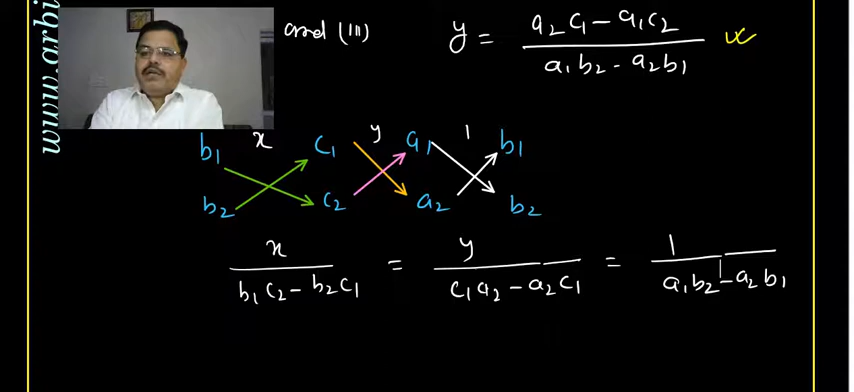 www.arbi
and (III) y = (a₂c₁ − a₁c₂)/(a₁b₂ − a₂b₁)
x y 1
b₁ c₁ a₁ b₁
b₂ c₂ a₂ b₂
x/(b₁c₂ − b₂c₁) = y/(c₁a₂ − a₂c₁) = 1/(a₁b₂ − a₂b₁)